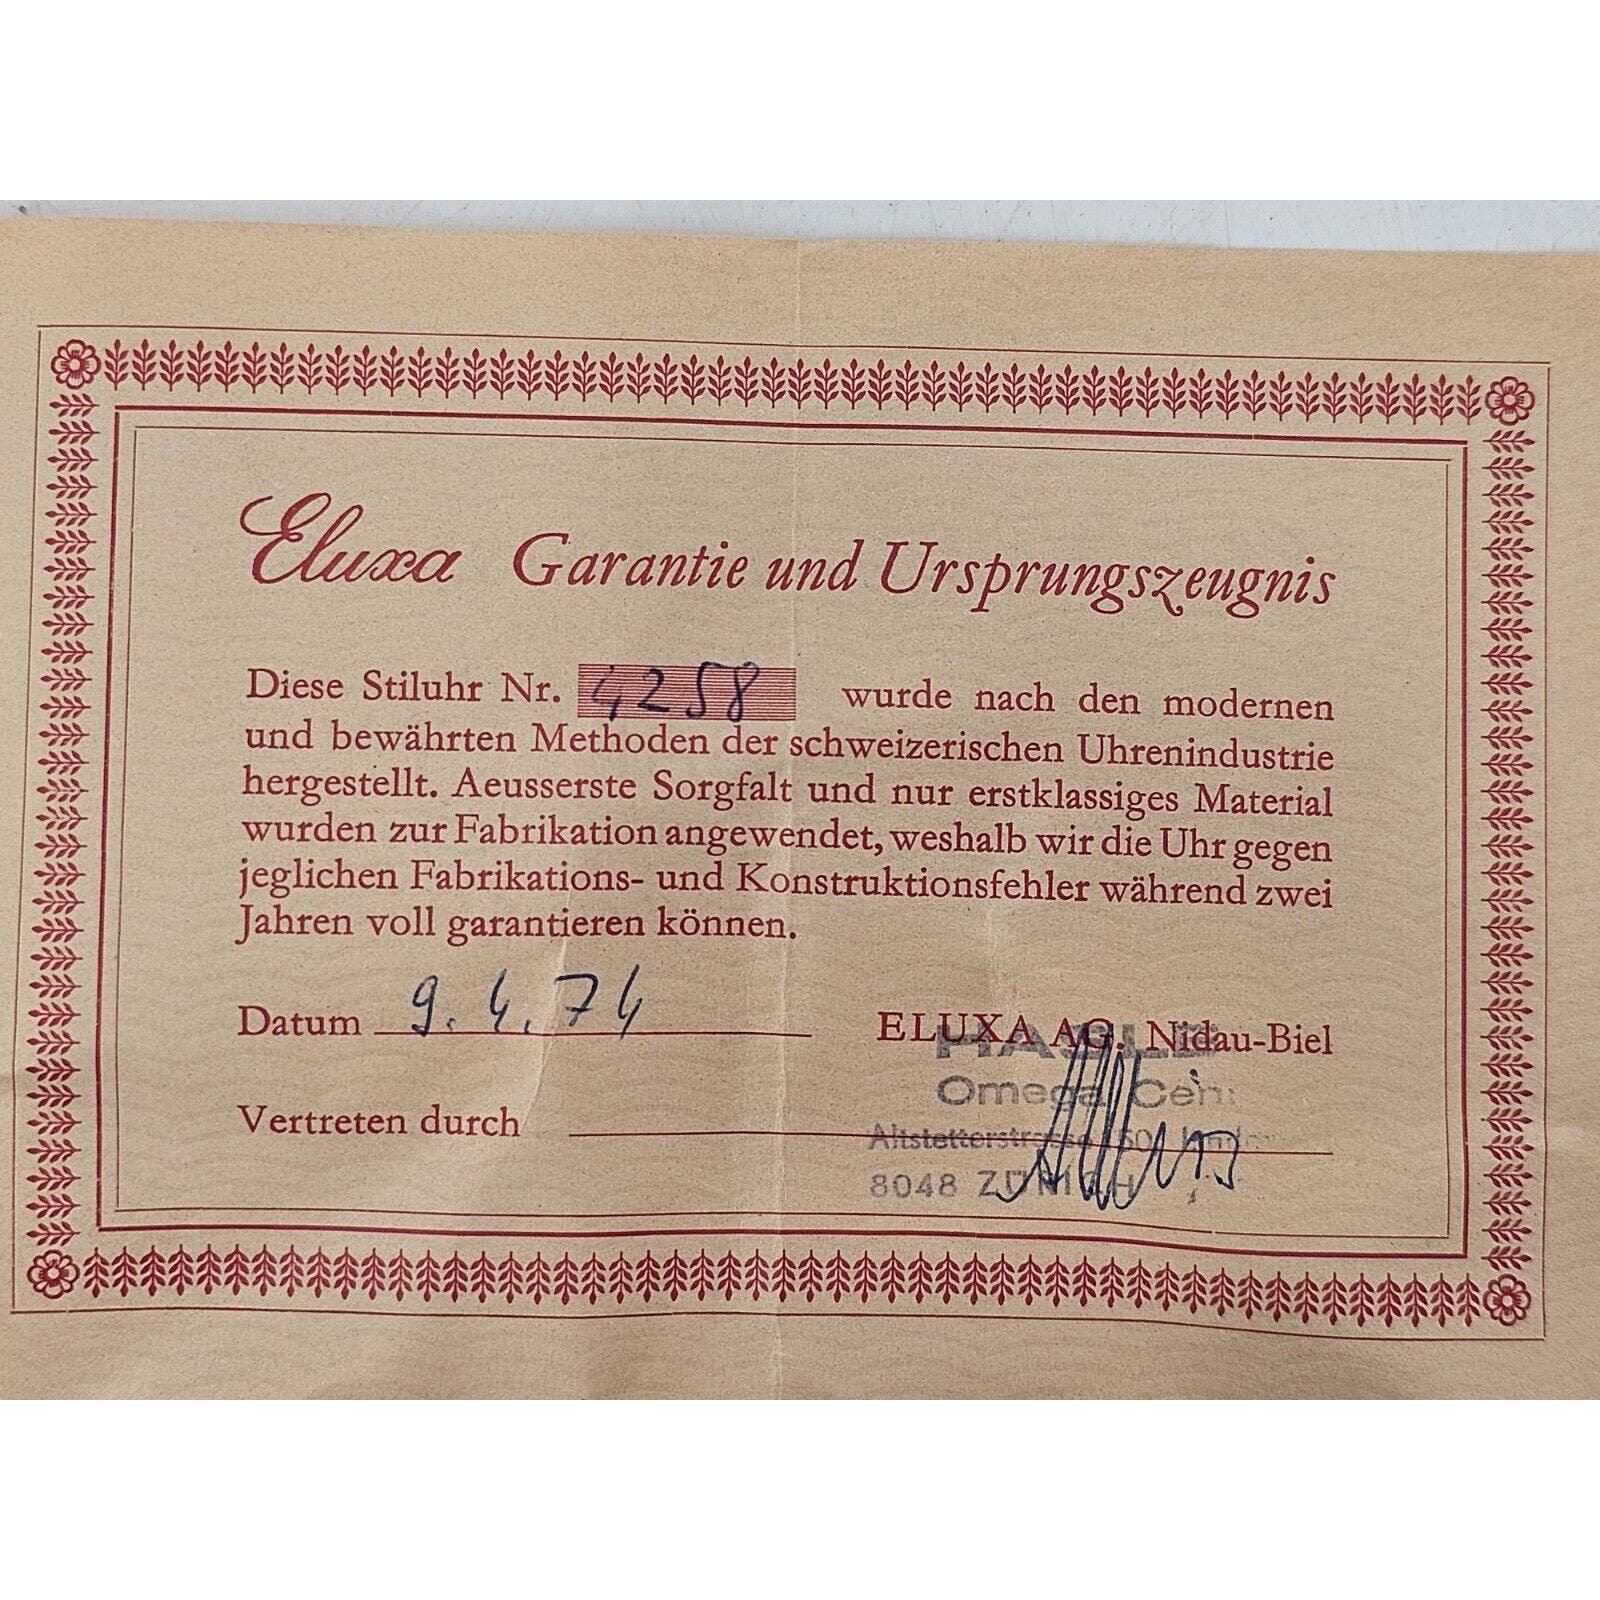 Eluxa Garantie und Ursprungszeugnis
Diese Stiluhr Nr. 4258 wurde nach den modernen
und bewährten Methoden der schweizerischen Uhrenindustrie
hergestellt. Aeusserste Sorgfalt und nur erstklassiges Material
wurden zur Fabrikation angewendet, weshalb wir die Uhr gegen
jeglichen Fabrikations- und Konstruktionsfehler während zwei
Jahren voll garantieren können.
Datum 9.4.74 ELUXA AG. Nidau-Biel
Omega
Vertreten durch
Altstetterstrasse
8048 ZÜRICH